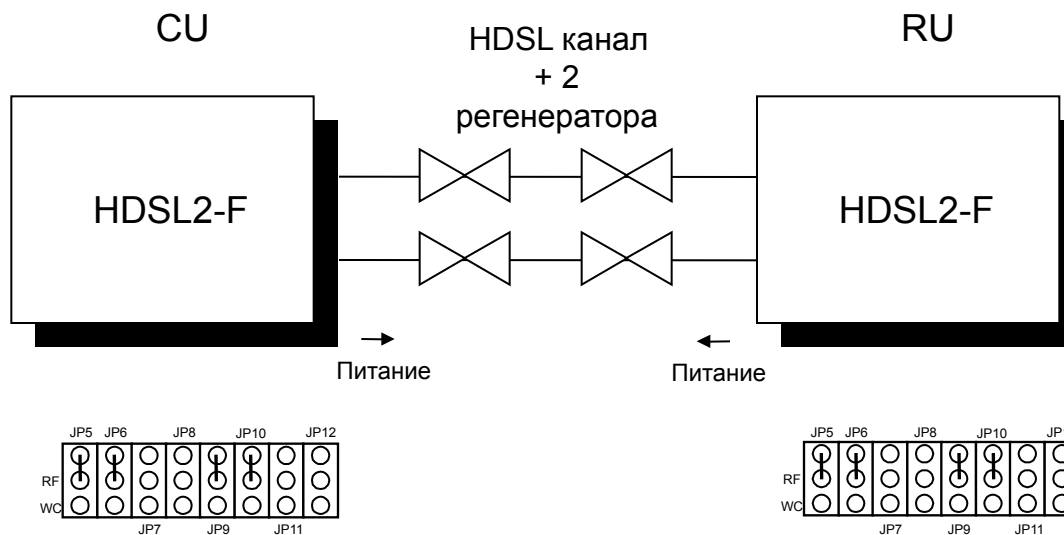 CU
HDSL канал
+ 2
регенератора
RU
HDSL2-F
HDSL2-F
Питание
Питание
JP5 JP6 JP8 JP10 JP12
RF
WC
JP7 JP9 JP11
JP5 JP6 JP8 JP10
RF
WC
JP7 JP9 JP11